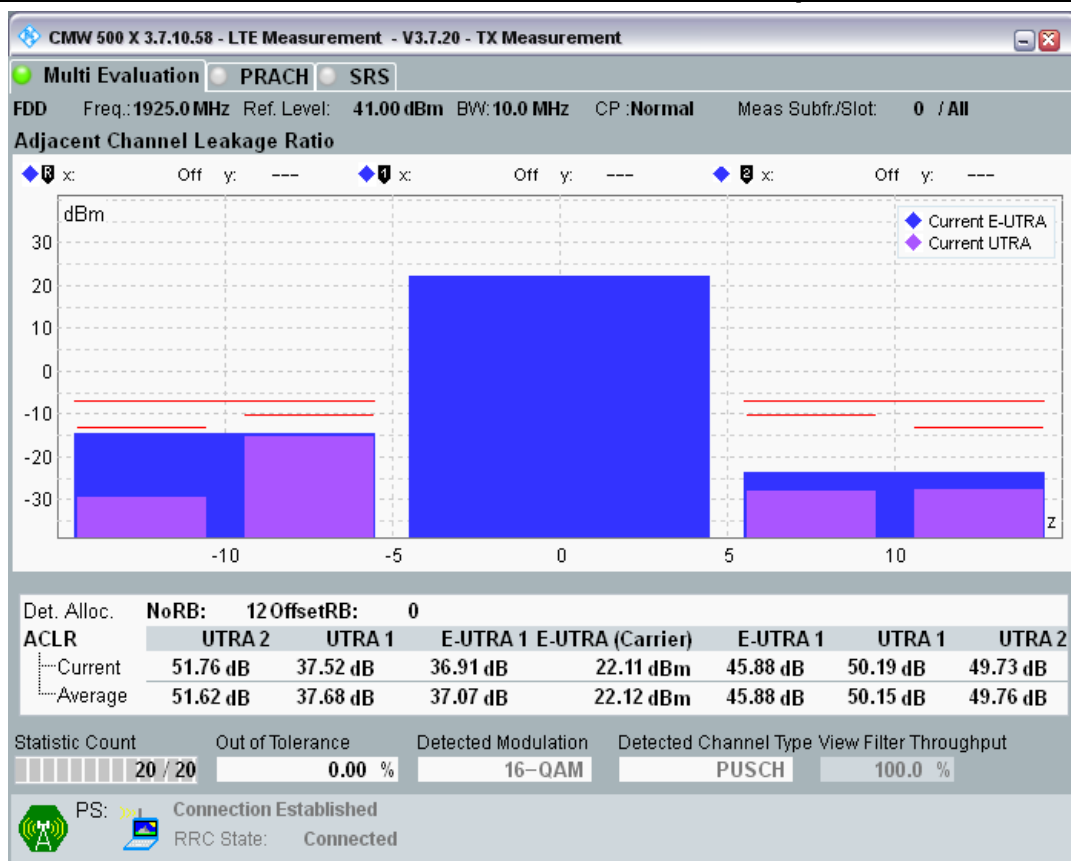 CMW 500 X 3.7.10.58 - LTE Measurement - V3.7.20 - TX Measurement
Multi Evaluation PRACH SRS
FDD Freq.: 1925.0 MHz Ref. Level: 41.00 dBm BW: 10.0 MHz CP :Normal Meas Subfr./Slot: 0 / All
Adjacent Channel Leakage Ratio
R x: Off y: --- 1 x: Off y: --- 2 x: Off y: ---
dBm
Current E-UTRA
Current UTRA
30
20
10
0
-10
-20
-30
z
-10 -5 0 5 10
Det. Alloc. NoRB: 12 OffsetRB: 0
ACLR UTRA 2 UTRA 1 E-UTRA 1 E-UTRA (Carrier) E-UTRA 1 UTRA 1 UTRA 2
Current 51.76 dB 37.52 dB 36.91 dB 22.11 dBm 45.88 dB 50.19 dB 49.73 dB
Average 51.62 dB 37.68 dB 37.07 dB 22.12 dBm 45.88 dB 50.15 dB 49.76 dB
Statistic Count Out of Tolerance Detected Modulation Detected Channel Type View Filter Throughput
20 / 20 0.00 % 16-QAM PUSCH 100.0 %
PS: Connection Established
RRC State: Connected